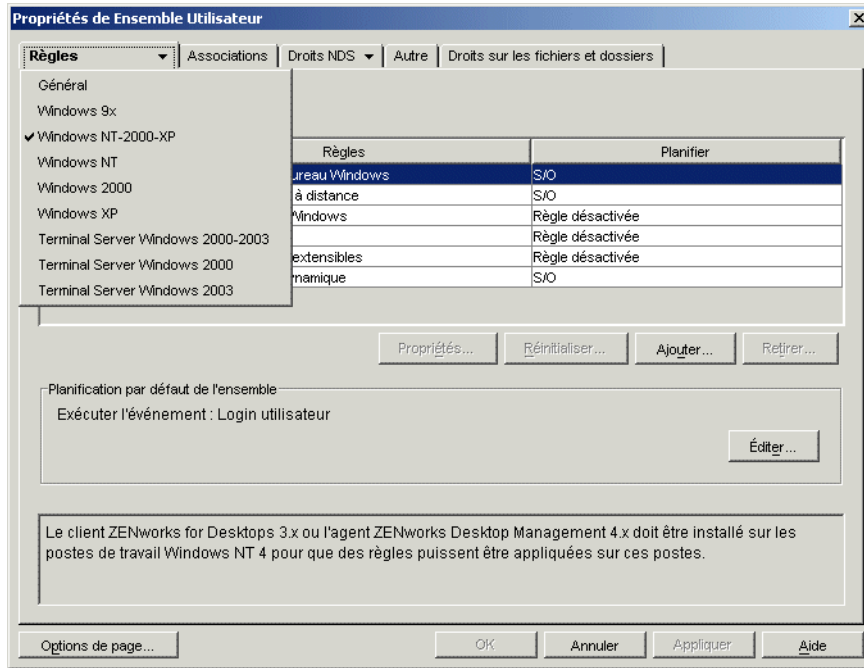 Propriétés de Ensemble Utilisateur
Règles Associations Droits NDS Autre Droits sur les fichiers et dossiers
Général
Windows 9x
Windows NT-2000-XP
Windows NT
Windows 2000
Windows XP
Terminal Server Windows 2000-2003
Terminal Server Windows 2000
Terminal Server Windows 2003
Règles Planifier
Windows S/O
à distance S/O
Windows Règle désactivée
Règle désactivée
extensibles Règle désactivée
S/O
Propriétés... Réinitialiser... Ajouter... Retirer...
Planification par défaut de l'ensemble
Exécuter l'événement : Login utilisateur
Éditer...
Le client ZENworks for Desktops 3.x ou l'agent ZENworks Desktop Management 4.x doit être installé sur les
postes de travail Windows NT 4 pour que des règles puissent être appliquées sur ces postes.
Options de page... OK Annuler Appliquer Aide